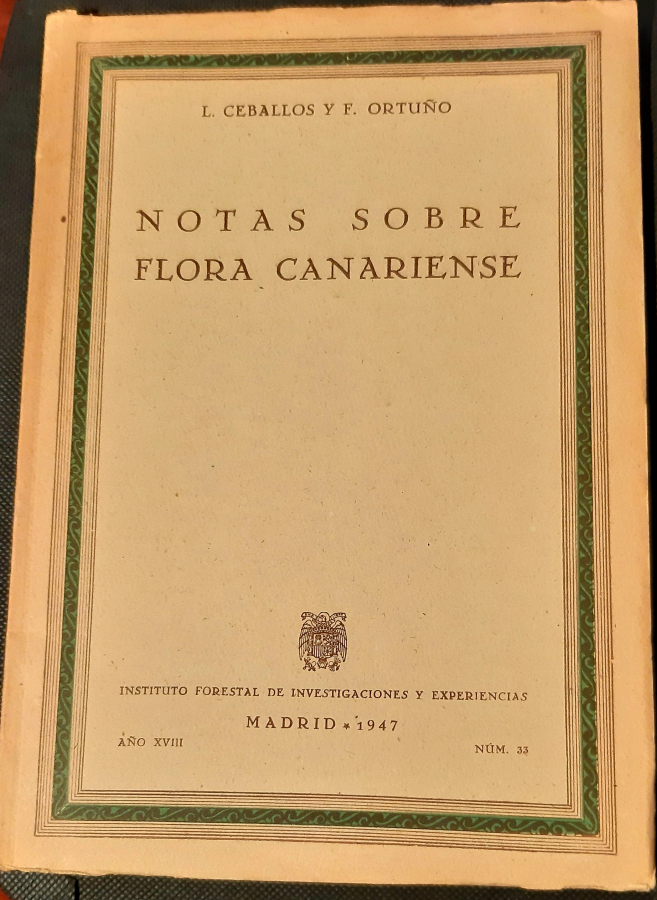 L. CEBALLOS Y F. ORTUÑO
NOTAS SOBRE
FLORA CANARIENSE
INSTITUTO FORESTAL DE INVESTIGACIONES Y EXPERIENCIAS
MADRID ★ 1947
AÑO XVIII
NÚM. 33